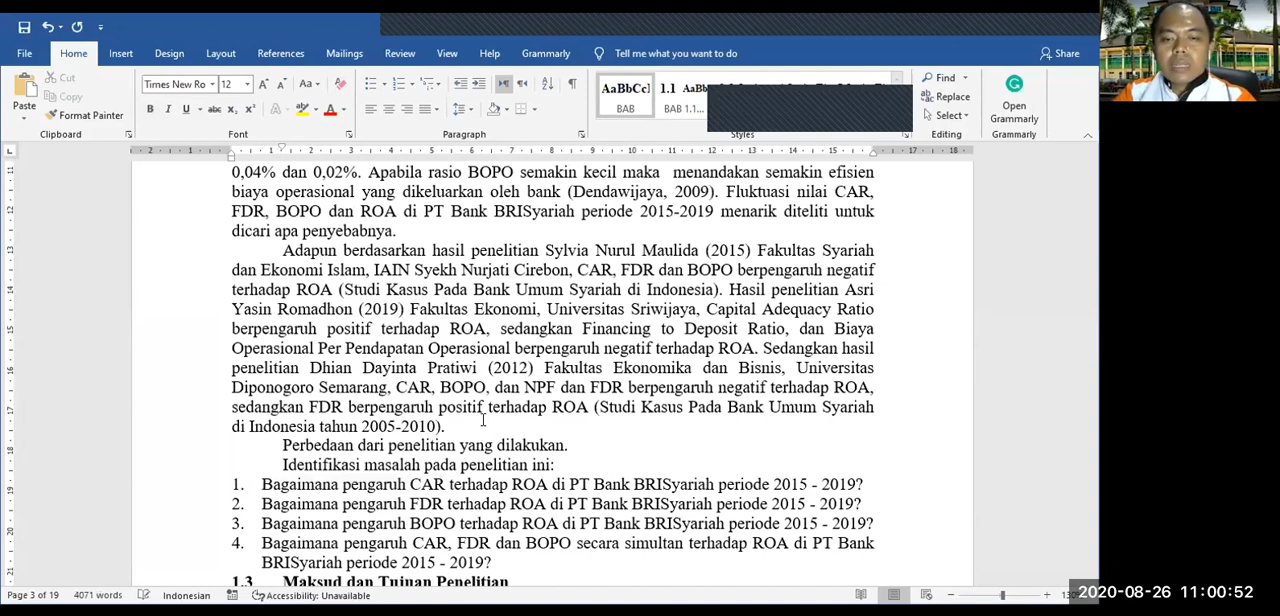 File Home Insert Design Layout References Mailings Review View Help Grammarly Tell me what you want to do Share
Paste Cut Copy Format Painter Times New Ro 12 A A Aa AaBbCcI BAB 1.1 AaBb BAB 1.1... Find Replace Select Open Grammarly
Clipboard Font Paragraph Styles Editing Grammarly
0,04% dan 0,02%. Apabila rasio BOPO semakin kecil maka menandakan semakin efisien
biaya operasional yang dikeluarkan oleh bank (Dendawijaya, 2009). Fluktuasi nilai CAR,
FDR, BOPO dan ROA di PT Bank BRISyariah periode 2015-2019 menarik diteliti untuk
dicari apa penyebabnya.
Adapun berdasarkan hasil penelitian Sylvia Nurul Maulida (2015) Fakultas Syariah
dan Ekonomi Islam, IAIN Syekh Nurjati Cirebon, CAR, FDR dan BOPO berpengaruh negatif
terhadap ROA (Studi Kasus Pada Bank Umum Syariah di Indonesia). Hasil penelitian Asri
Yasin Romadhon (2019) Fakultas Ekonomi, Universitas Sriwijaya, Capital Adequacy Ratio
berpengaruh positif terhadap ROA, sedangkan Financing to Deposit Ratio, dan Biaya
Operasional Per Pendapatan Operasional berpengaruh negatif terhadap ROA. Sedangkan hasil
penelitian Dhian Dayinta Pratiwi (2012) Fakultas Ekonomika dan Bisnis, Universitas
Diponogoro Semarang, CAR, BOPO, dan NPF dan FDR berpengaruh negatif terhadap ROA,
sedangkan FDR berpengaruh positif terhadap ROA (Studi Kasus Pada Bank Umum Syariah
di Indonesia tahun 2005-2010).
Perbedaan dari penelitian yang dilakukan.
Identifikasi masalah pada penelitian ini:
1. Bagaimana pengaruh CAR terhadap ROA di PT Bank BRISyariah periode 2015 - 2019?
2. Bagaimana pengaruh FDR terhadap ROA di PT Bank BRISyariah periode 2015 - 2019?
3. Bagaimana pengaruh BOPO terhadap ROA di PT Bank BRISyariah periode 2015 - 2019?
4. Bagaimana pengaruh CAR, FDR dan BOPO secara simultan terhadap ROA di PT Bank
BRISyariah periode 2015 - 2019?
1.3 Maksud dan Tujuan Penelitian
Page 3 of 19 4071 words Indonesian Accessibility: Unavailable
2020-08-26 11:00:52